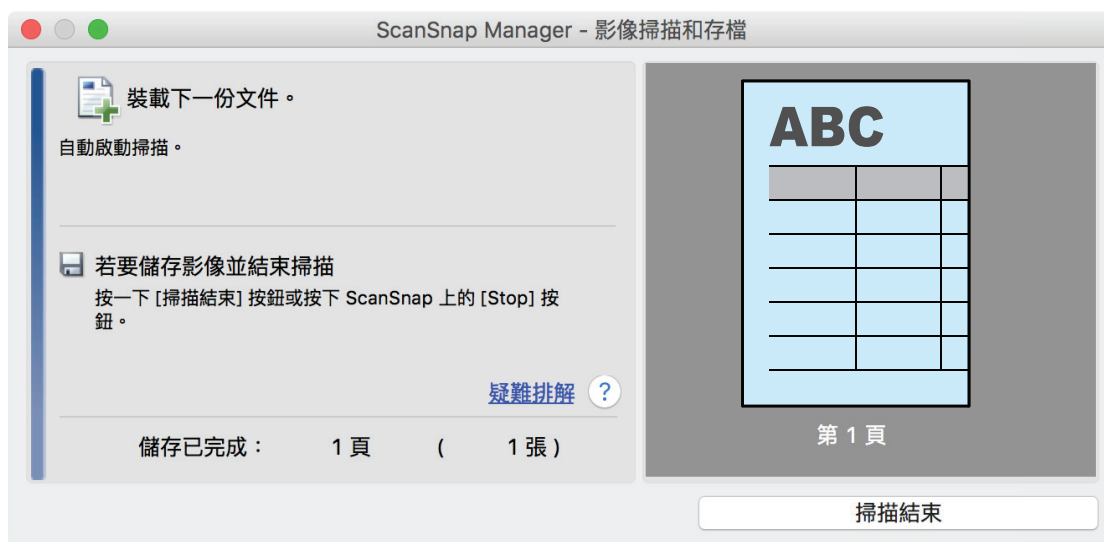 ScanSnap Manager - 影像掃描和存檔
裝載下一份文件。
自動啟動掃描。
若要儲存影像並結束掃描
按一下 [掃描結束] 按鈕或按下 ScanSnap 上的 [Stop] 按
鈕。
疑難排解 ?
儲存已完成： 1 頁 ( 1 張 )
ABC
第 1 頁
掃描結束